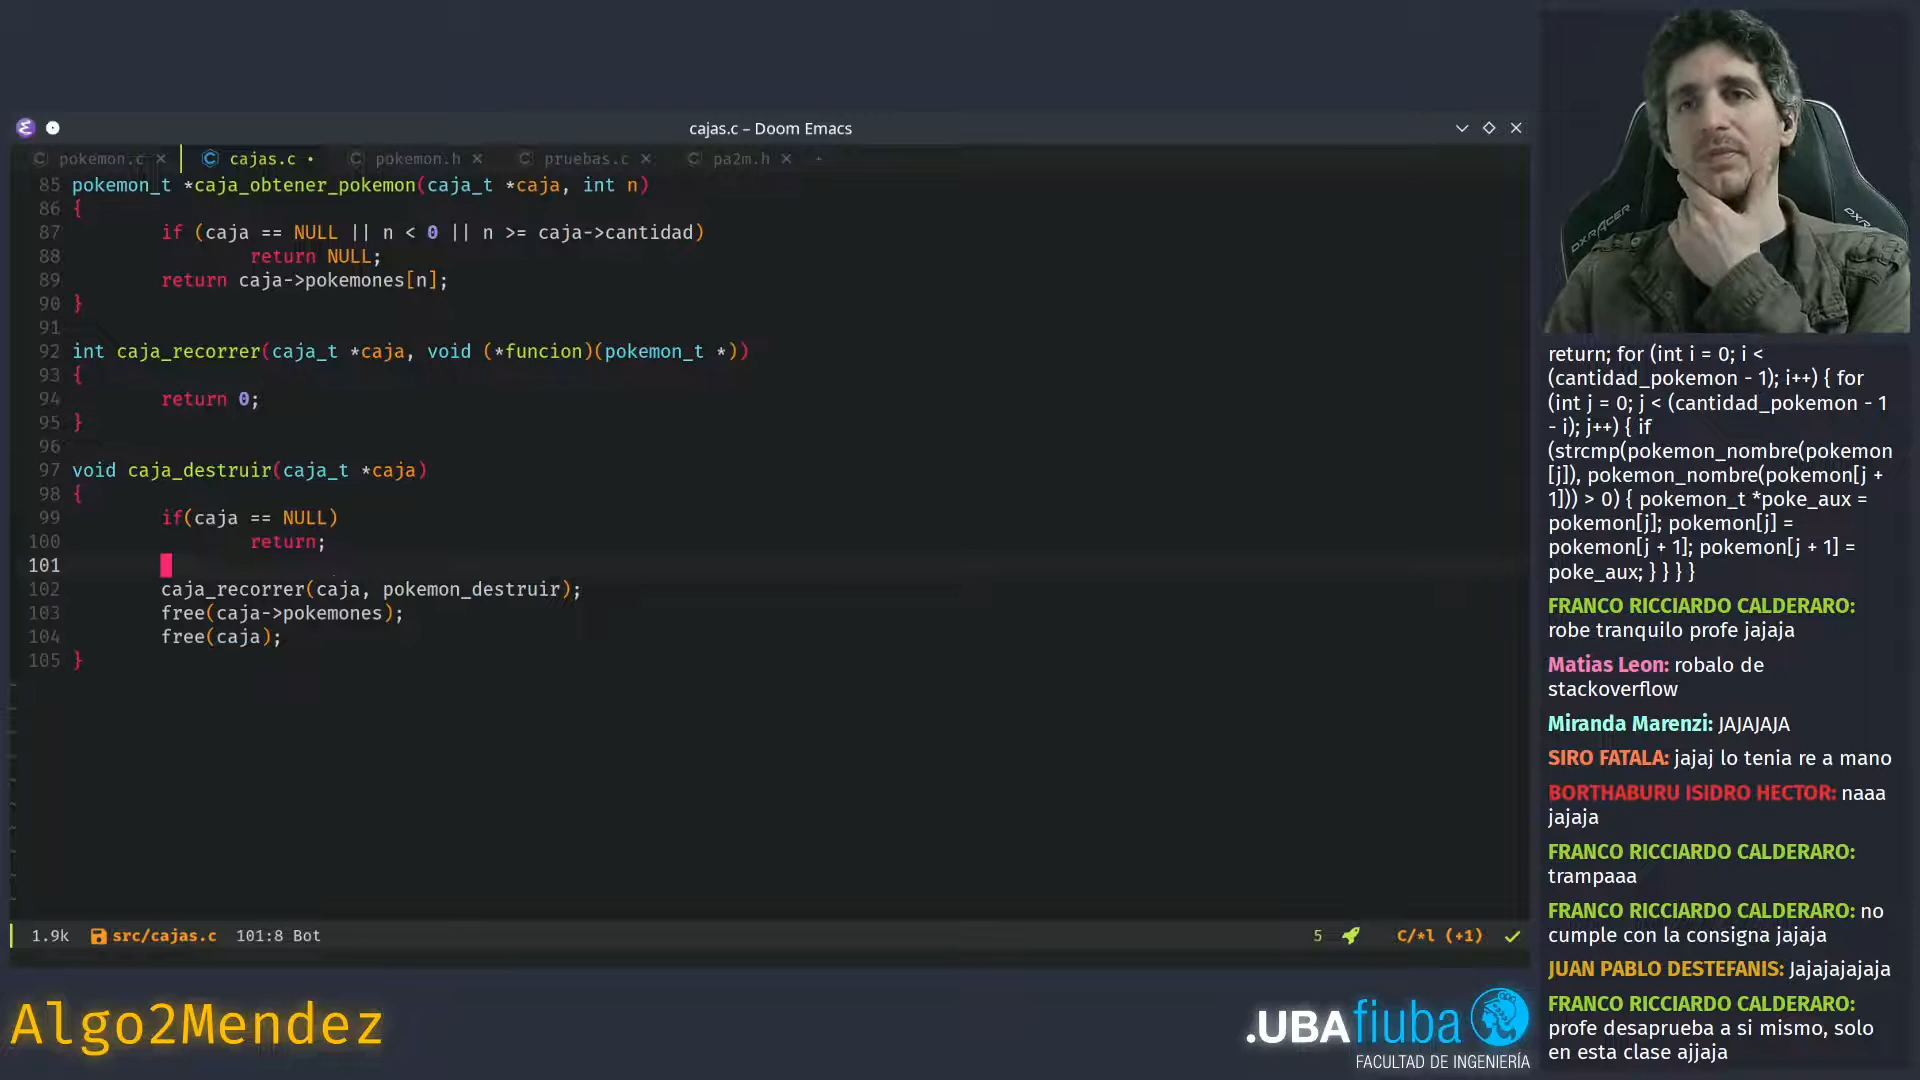 cajas.c – Doom Emacs
pokemon.c × cajas.c • pokemon.h × pruebas.c × pa2m.h ×
85 pokemon_t *caja_obtener_pokemon(caja_t *caja, int n)
86 {
87 if (caja == NULL || n < 0 || n >= caja->cantidad)
88 return NULL;
89 return caja->pokemones[n];
90 }
91
92 int caja_recorrer(caja_t *caja, void (*funcion)(pokemon_t *))
93 {
94 return 0;
95 }
96
97 void caja_destruir(caja_t *caja)
98 {
99 if(caja == NULL)
100 return;
101
102 caja_recorrer(caja, pokemon_destruir);
103 free(caja->pokemones);
104 free(caja);
105 }
1.9k src/cajas.c 101:8 Bot 5 C/*l (+1)
Algo2Mendez
.UBAfiuba
FACULTAD DE INGENIERÍA
DXRACER
DXR
return; for (int i = 0; i <
(cantidad_pokemon - 1); i++) { for
(int j = 0; j < (cantidad_pokemon - 1
- i); j++) { if
(strcmp(pokemon_nombre(pokemon
[j]), pokemon_nombre(pokemon[j +
1])) > 0) { pokemon_t *poke_aux =
pokemon[j]; pokemon[j] =
pokemon[j + 1]; pokemon[j + 1] =
poke_aux; } } } }
FRANCO RICCIARDO CALDERARO:
robe tranquilo profe jajaja
Matias Leon: robalo de
stackoverflow
Miranda Marenzi: JAJAJAJA
SIRO FATALA: jajaj lo tenia re a mano
BORTHABURU ISIDRO HECTOR: naaa
jajaja
FRANCO RICCIARDO CALDERARO:
trampaaa
FRANCO RICCIARDO CALDERARO: no
cumple con la consigna jajaja
JUAN PABLO DESTEFANIS: Jajajajajaja
FRANCO RICCIARDO CALDERARO:
profe desaprueba a si mismo, solo
en esta clase ajjaja